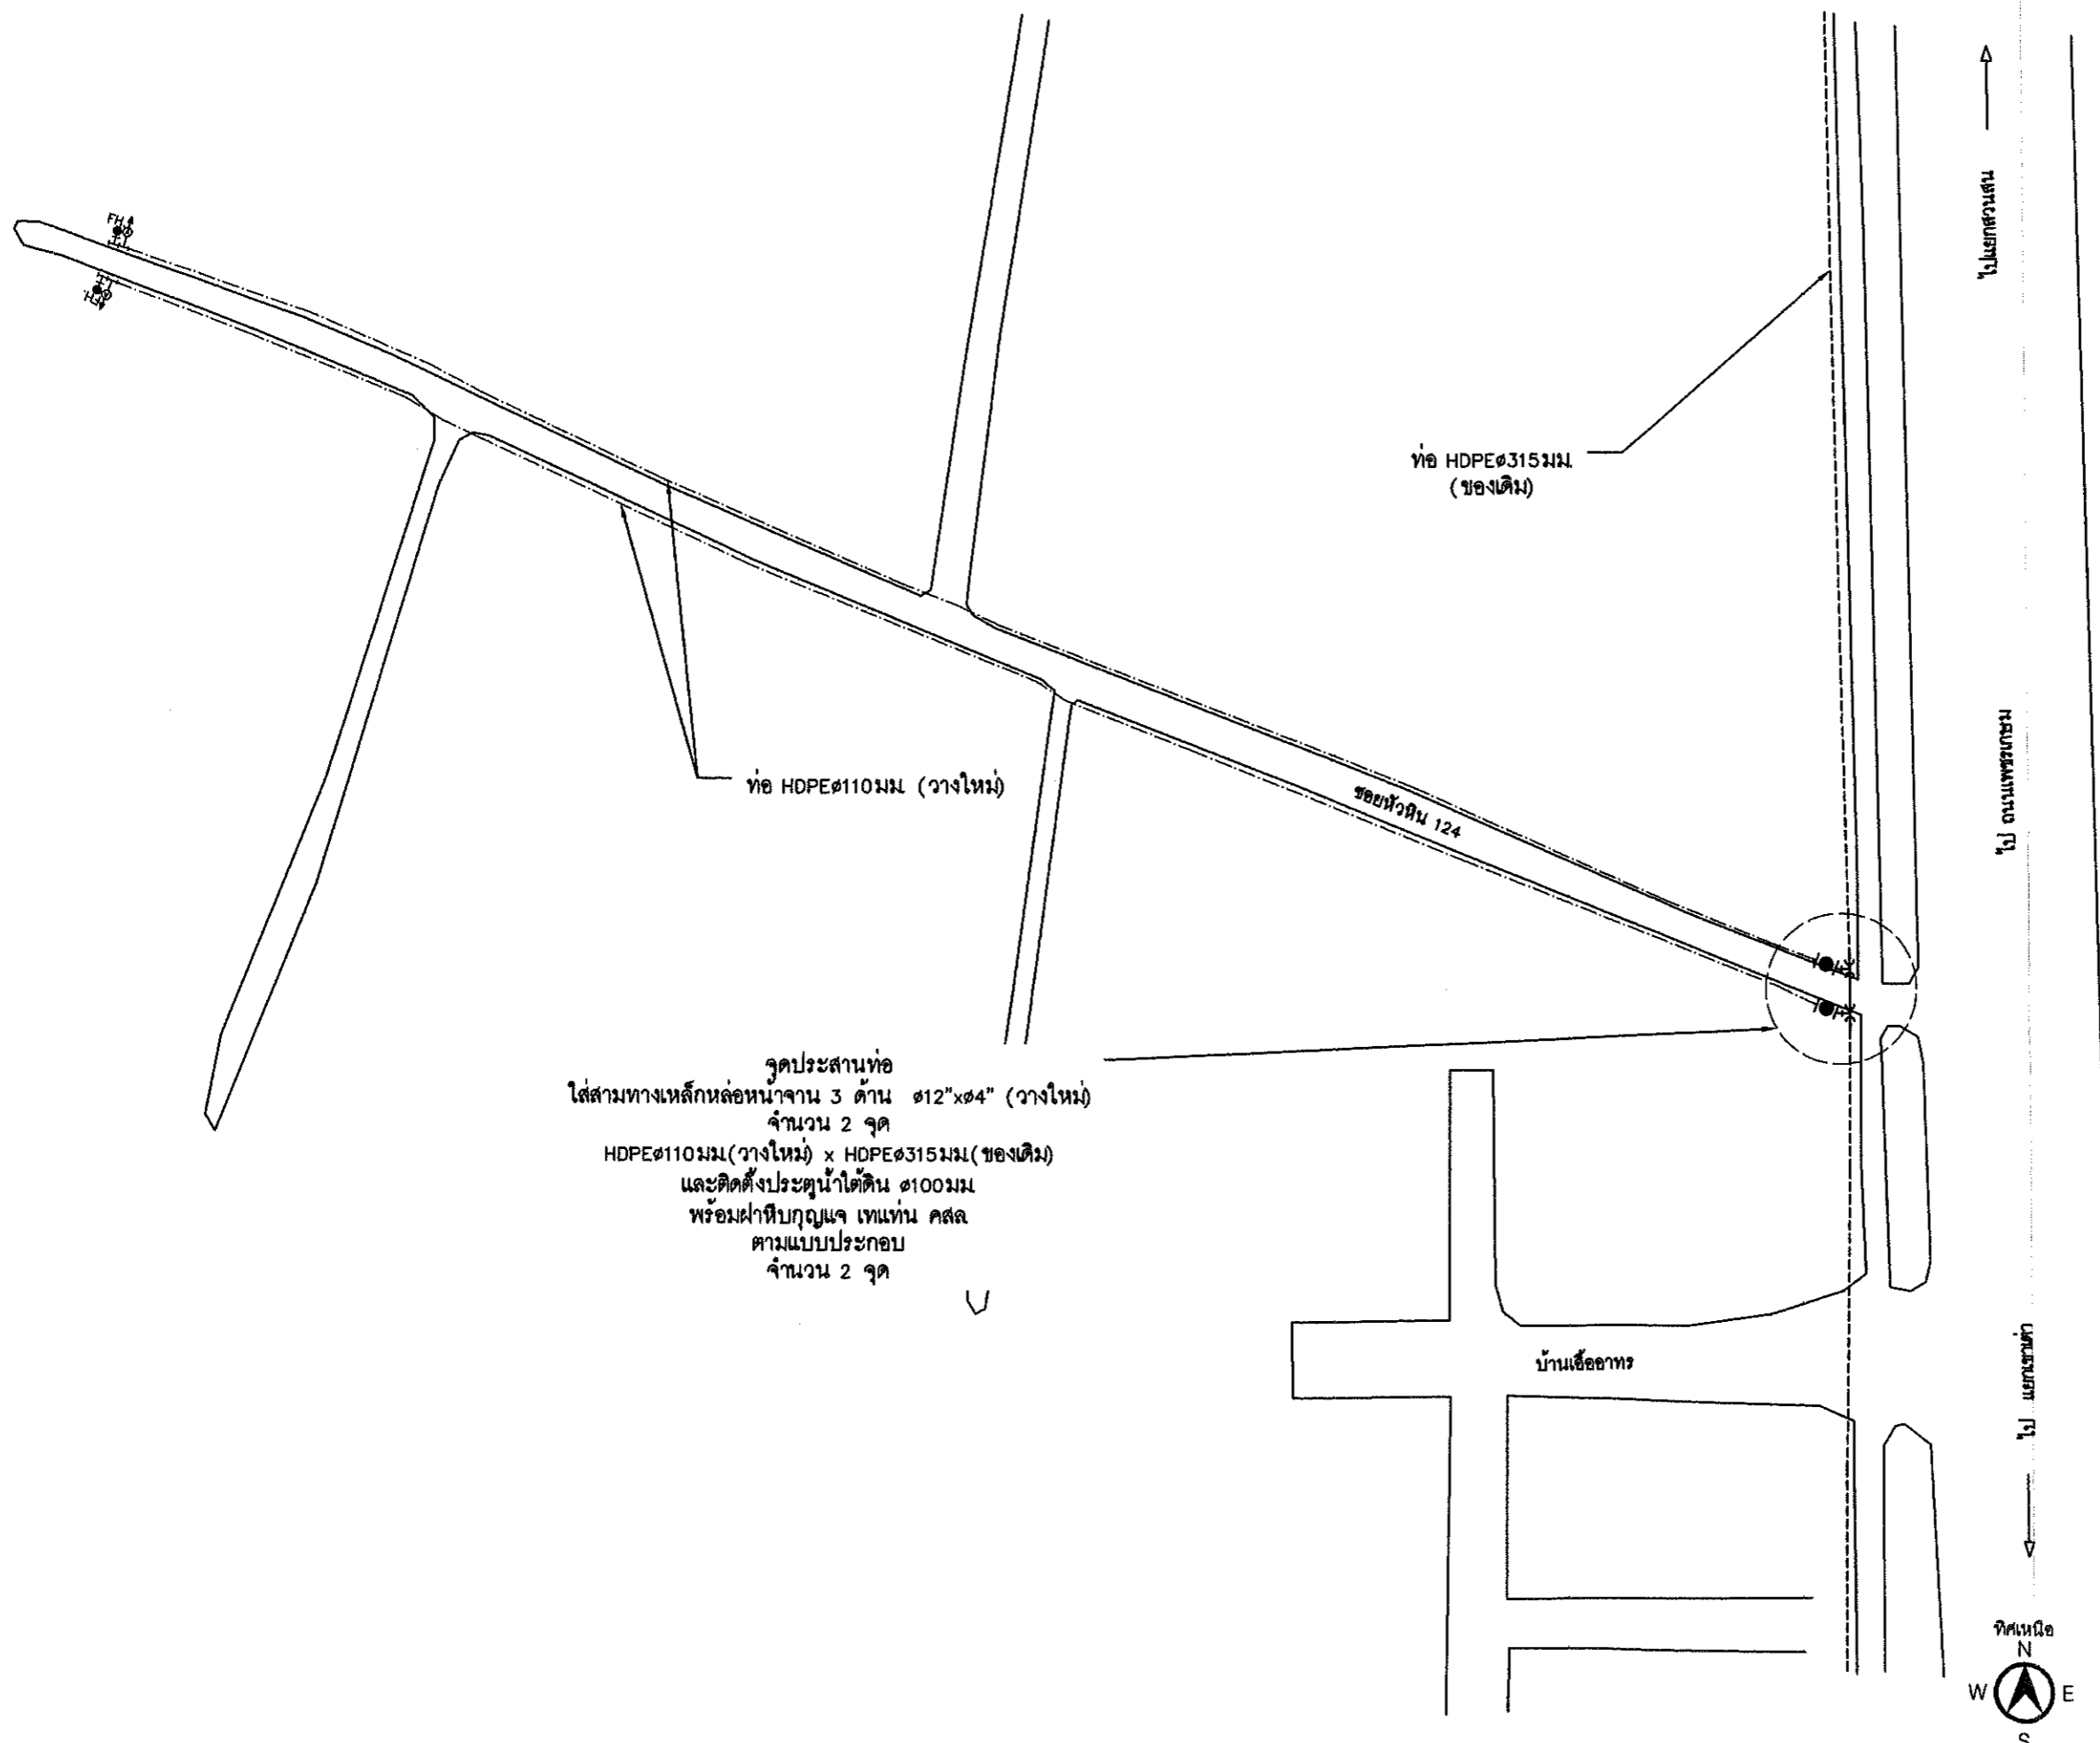 FH
ไปแยกสวนสน
ท่อ HDPEø315มม.
(ของเดิม)
ไป ถนนเพชรเกษม
ท่อ HDPEø110มม. (วางใหม่)
ซอยหัวหิน 124
จุดประสานท่อ
ใส่สามทางเหล็กหล่อหน้าจาน 3 ด้าน ø12"xø4" (วางใหม่)
จำนวน 2 จุด
HDPEø110มม.(วางใหม่) x HDPEø315มม.(ของเดิม)
และติดตั้งประตูน้ำใต้ดิน ø100มม.
พร้อมฝาหีบกุญแจ เทแท่น คสล.
ตามแบบประกอบ
จำนวน 2 จุด
บ้านเอื้ออาทร
ไป แยกเขาเต่า
ทิศเหนือ
N
W E
S